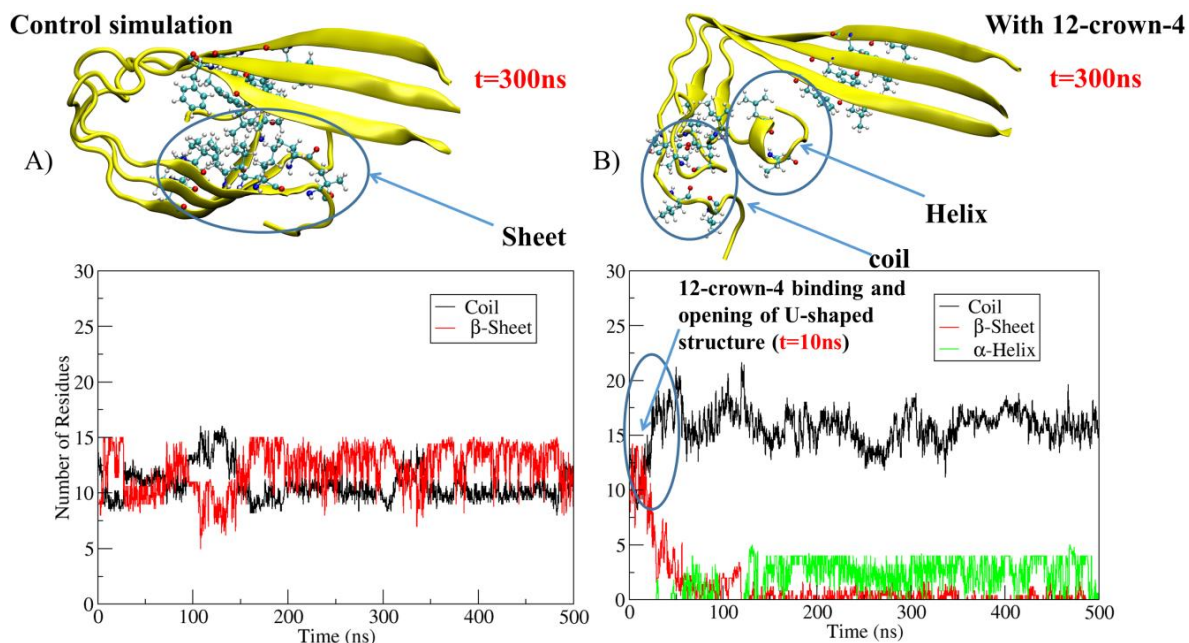 Control simulation
t=300ns
A)
Sheet
With 12-crown-4
t=300ns
B)
Helix
coil
30
25
20
15
10
5
0
Number of Residues
Coil
β-Sheet
0
100
200
300
400
500
Time (ns)
30
25
20
15
10
5
0
12-crown-4 binding and
opening of U-shaped
structure (t=10ns)
Coil
β-Sheet
α-Helix
0
100
200
300
400
500
Time (ns)